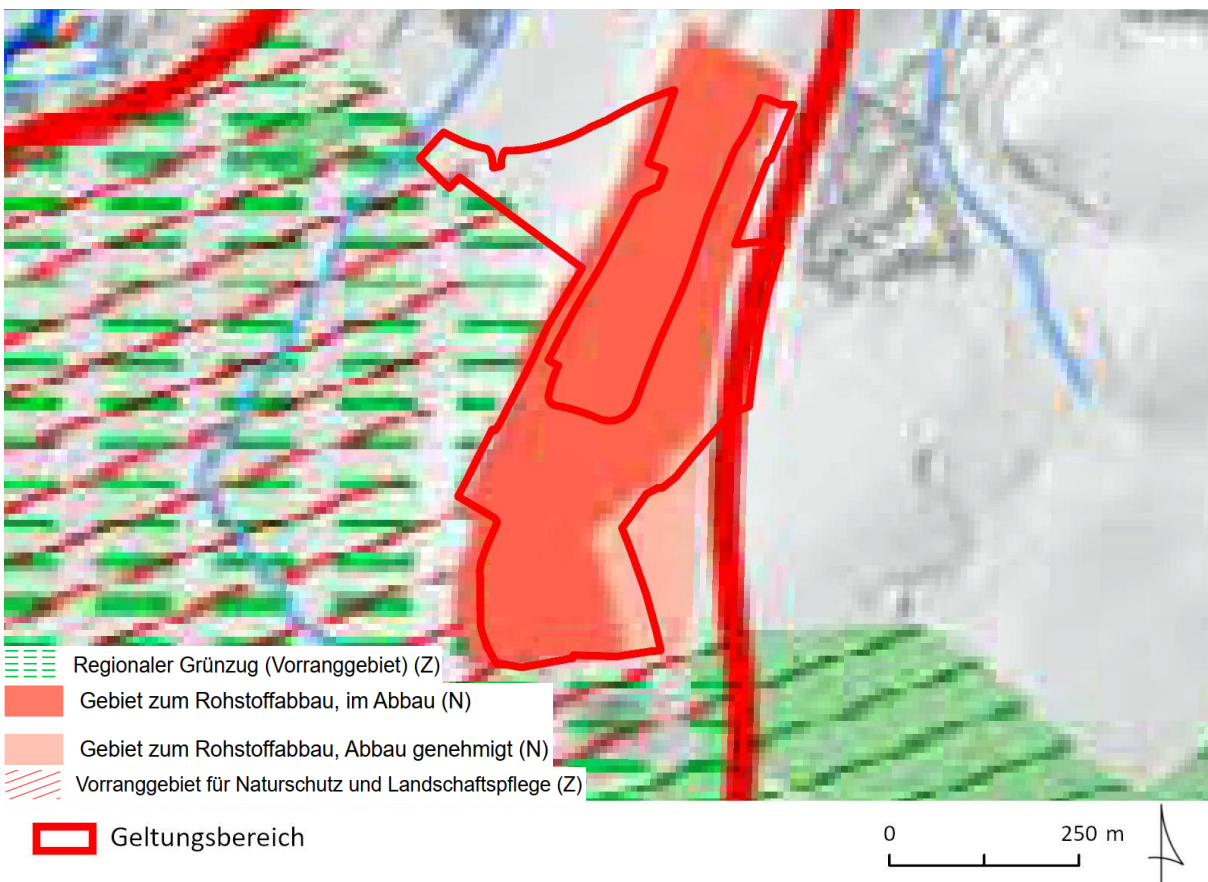 Regionaler Grünzug (Vorranggebiet) (Z)
Gebiet zum Rohstoffabbau, im Abbau (N)
Gebiet zum Rohstoffabbau, Abbau genehmigt (N)
Vorranggebiet für Naturschutz und Landschaftspflege (Z)
Geltungsbereich
0 250 m